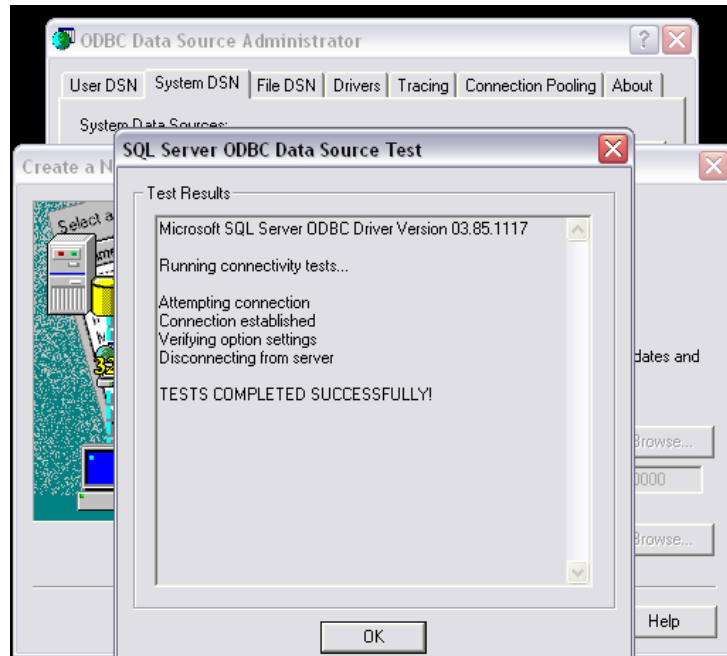 ODBC Data Source Administrator
User DSN System DSN File DSN Drivers Tracing Connection Pooling About
System Data Sources:
Create a N
SQL Server ODBC Data Source Test
Test Results
Select a
Microsoft SQL Server ODBC Driver Version 03.85.1117
Running connectivity tests...
Attempting connection
Connection established
Verifying option settings
Disconnecting from server
TESTS COMPLETED SUCCESSFULLY!
dates and
Browse...
0000
Browse...
Help
OK